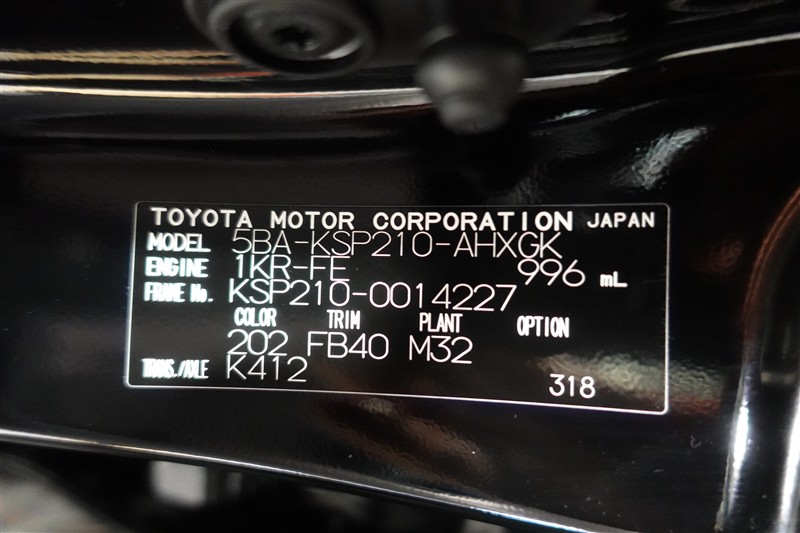 TOYOTA MOTOR CORPORATION JAPAN
MODEL 5BA-KSP210-AHXGK
ENGINE 1KR-FE 996 mL
FRAME No. KSP210-0014227
COLOR TRIM PLANT OPTION
202 FB40 M32
TRANS./AXLE K412
318